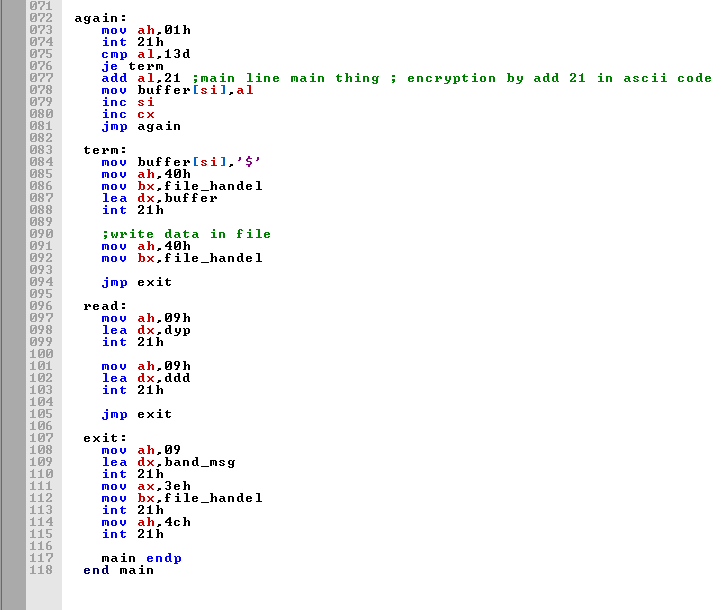 071
072 again:
073 mov ah,01h
074 int 21h
075 cmp al,13d
076 je term
077 add al,21 ;main line main thing ; encryption by add 21 in ascii code
078 mov buffer[si],al
079 inc si
080 inc cx
081 jmp again
082
083 term:
084 mov buffer[si],'$'
085 mov ah,40h
086 mov bx,file_handel
087 lea dx,buffer
088 int 21h
089
090 ;write data in file
091 mov ah,40h
092 mov bx,file_handel
093
094 jmp exit
095
096 read:
097 mov ah,09h
098 lea dx,dyp
099 int 21h
100
101 mov ah,09h
102 lea dx,ddd
103 int 21h
104
105 jmp exit
106
107 exit:
108 mov ah,09
109 lea dx,band_msg
110 int 21h
111 mov ax,3eh
112 mov bx,file_handel
113 int 21h
114 mov ah,4ch
115 int 21h
116
117 main endp
118 end main